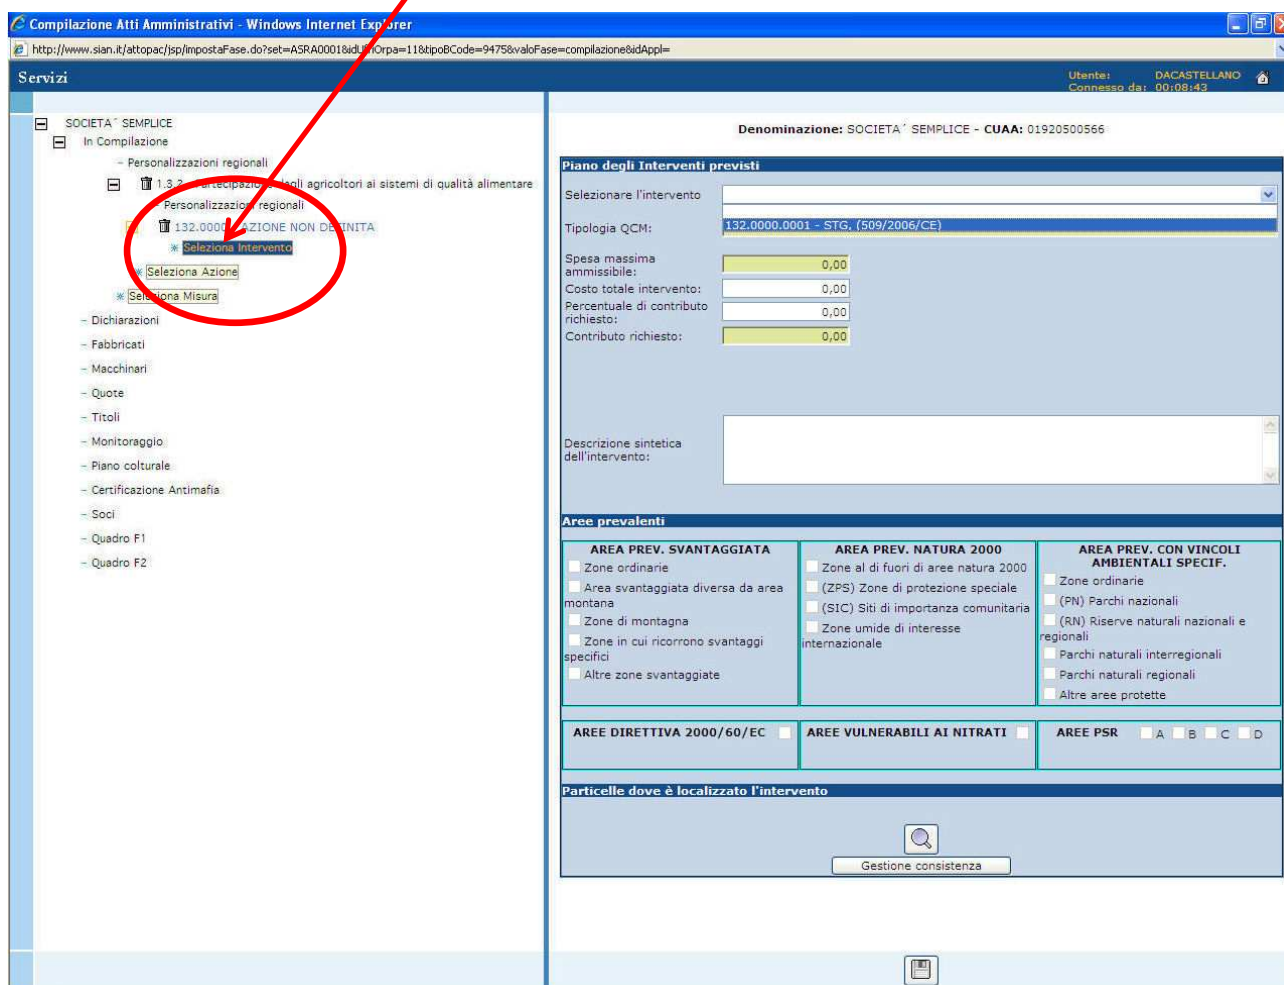 Compilazione Atti Amministrativi - Windows Internet Explorer
http://www.sian.it/attopac/jsp/impostaFase.do?set=ASRA0001&idU OrPa=11&tipoBCode=9475&valoFase=compilazione&idAppl=
Servizi
Utente: DACASTELLANO
Connesso da: 00:08:43
SOCIETA´ SEMPLICE
In Compilazione
- Personalizzazioni regionali
1.3.2 - Partecipazione degli agricoltori ai sistemi di qualità alimentare
- Personalizzazioni regionali
132.0000 - AZIONE NON DEFINITA
* Seleziona Intervento
* Seleziona Azione
* Seleziona Misura
- Dichiarazioni
- Fabbricati
- Macchinari
- Quote
- Titoli
- Monitoraggio
- Piano colturale
- Certificazione Antimafia
- Soci
- Quadro F1
- Quadro F2
Denominazione: SOCIETA´ SEMPLICE - CUAA: 01920500566
Piano degli Interventi previsti
Selezionare l'intervento
132.0000.0001 - STG, (509/2006/CE)
Tipologia QCM:
Spesa massima
ammissibile: 0,00
Costo totale intervento: 0,00
Percentuale di contributo
richiesto: 0,00
Contributo richiesto: 0,00
Descrizione sintetica
dell'intervento:
Aree prevalenti
AREA PREV. SVANTAGGIATA
Zone ordinarie
Area svantaggiata diversa da area
montana
Zone di montagna
Zone in cui ricorrono svantaggi
specifici
Altre zone svantaggiate
AREA PREV. NATURA 2000
Zone al di fuori di aree natura 2000
(ZPS) Zone di protezione speciale
(SIC) Siti di importanza comunitaria
Zone umide di interesse
internazionale
AREA PREV. CON VINCOLI
AMBIENTALI SPECIF.
Zone ordinarie
(PN) Parchi nazionali
(RN) Riserve naturali nazionali e
regionali
Parchi naturali interregionali
Parchi naturali regionali
Altre aree protette
AREE DIRETTIVA 2000/60/EC
AREE VULNERABILI AI NITRATI
AREE PSR A B C D
Particelle dove è localizzato l'intervento
Gestione consistenza